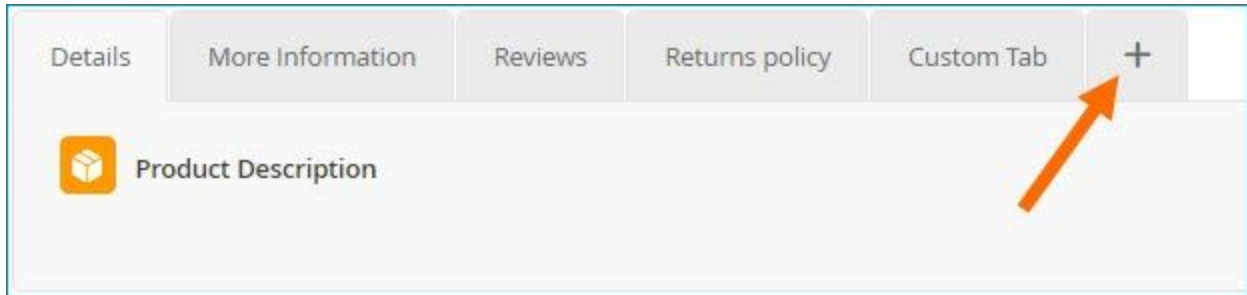 Details More Information Reviews Returns policy Custom Tab +
Product Description